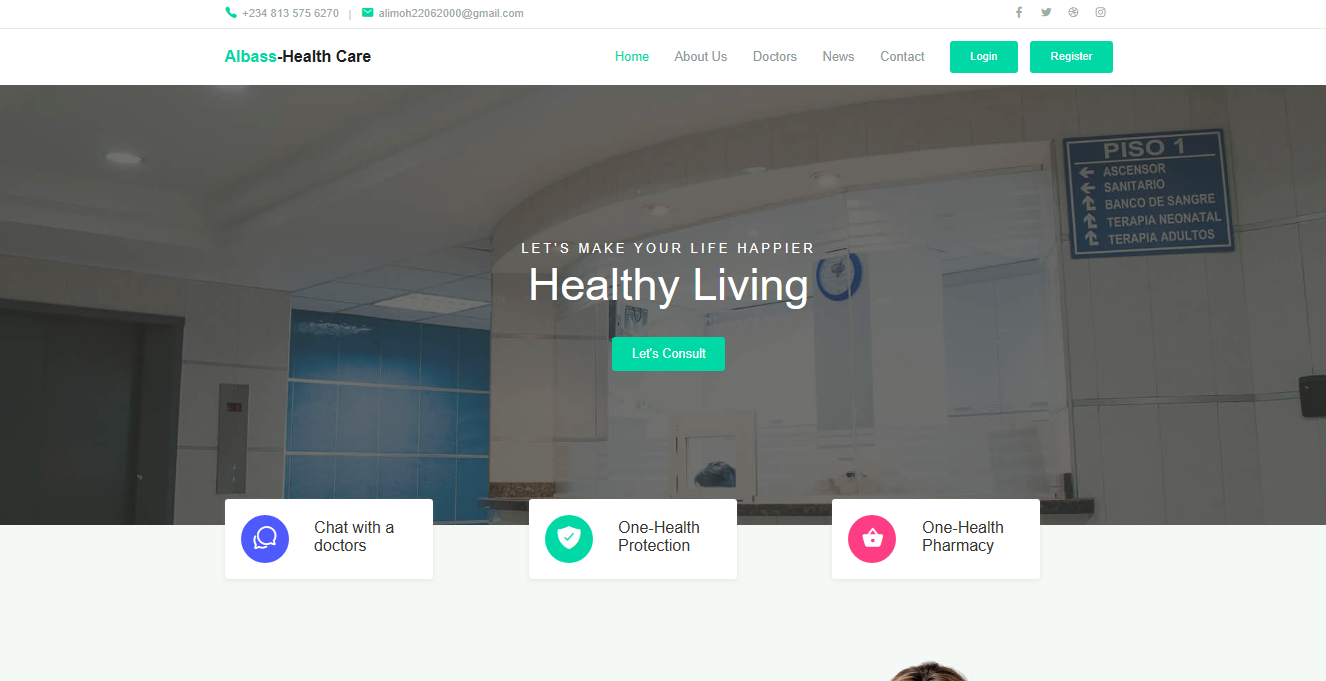 +234 813 575 6270 | alimoh22062000@gmail.com
Albass-Health Care
Home About Us Doctors News Contact Login Register
PISO 1
ASCENSOR
SANITARIO
BANCO DE SANGRE
TERAPIA NEONATAL
TERAPIA ADULTOS
LET'S MAKE YOUR LIFE HAPPIER
Healthy Living
Let's Consult
Chat with a
doctors
One-Health
Protection
One-Health
Pharmacy